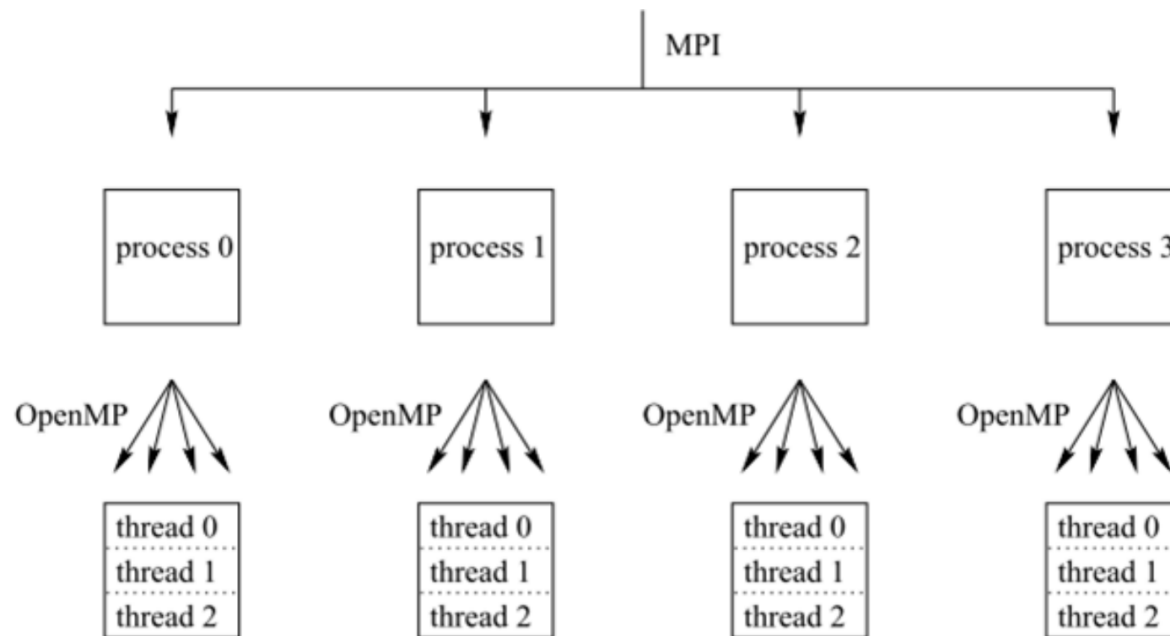 MPI
process 0
process 1
process 2
process 3
OpenMP
OpenMP
OpenMP
OpenMP
thread 0
thread 1
thread 2
thread 0
thread 1
thread 2
thread 0
thread 1
thread 2
thread 0
thread 1
thread 2